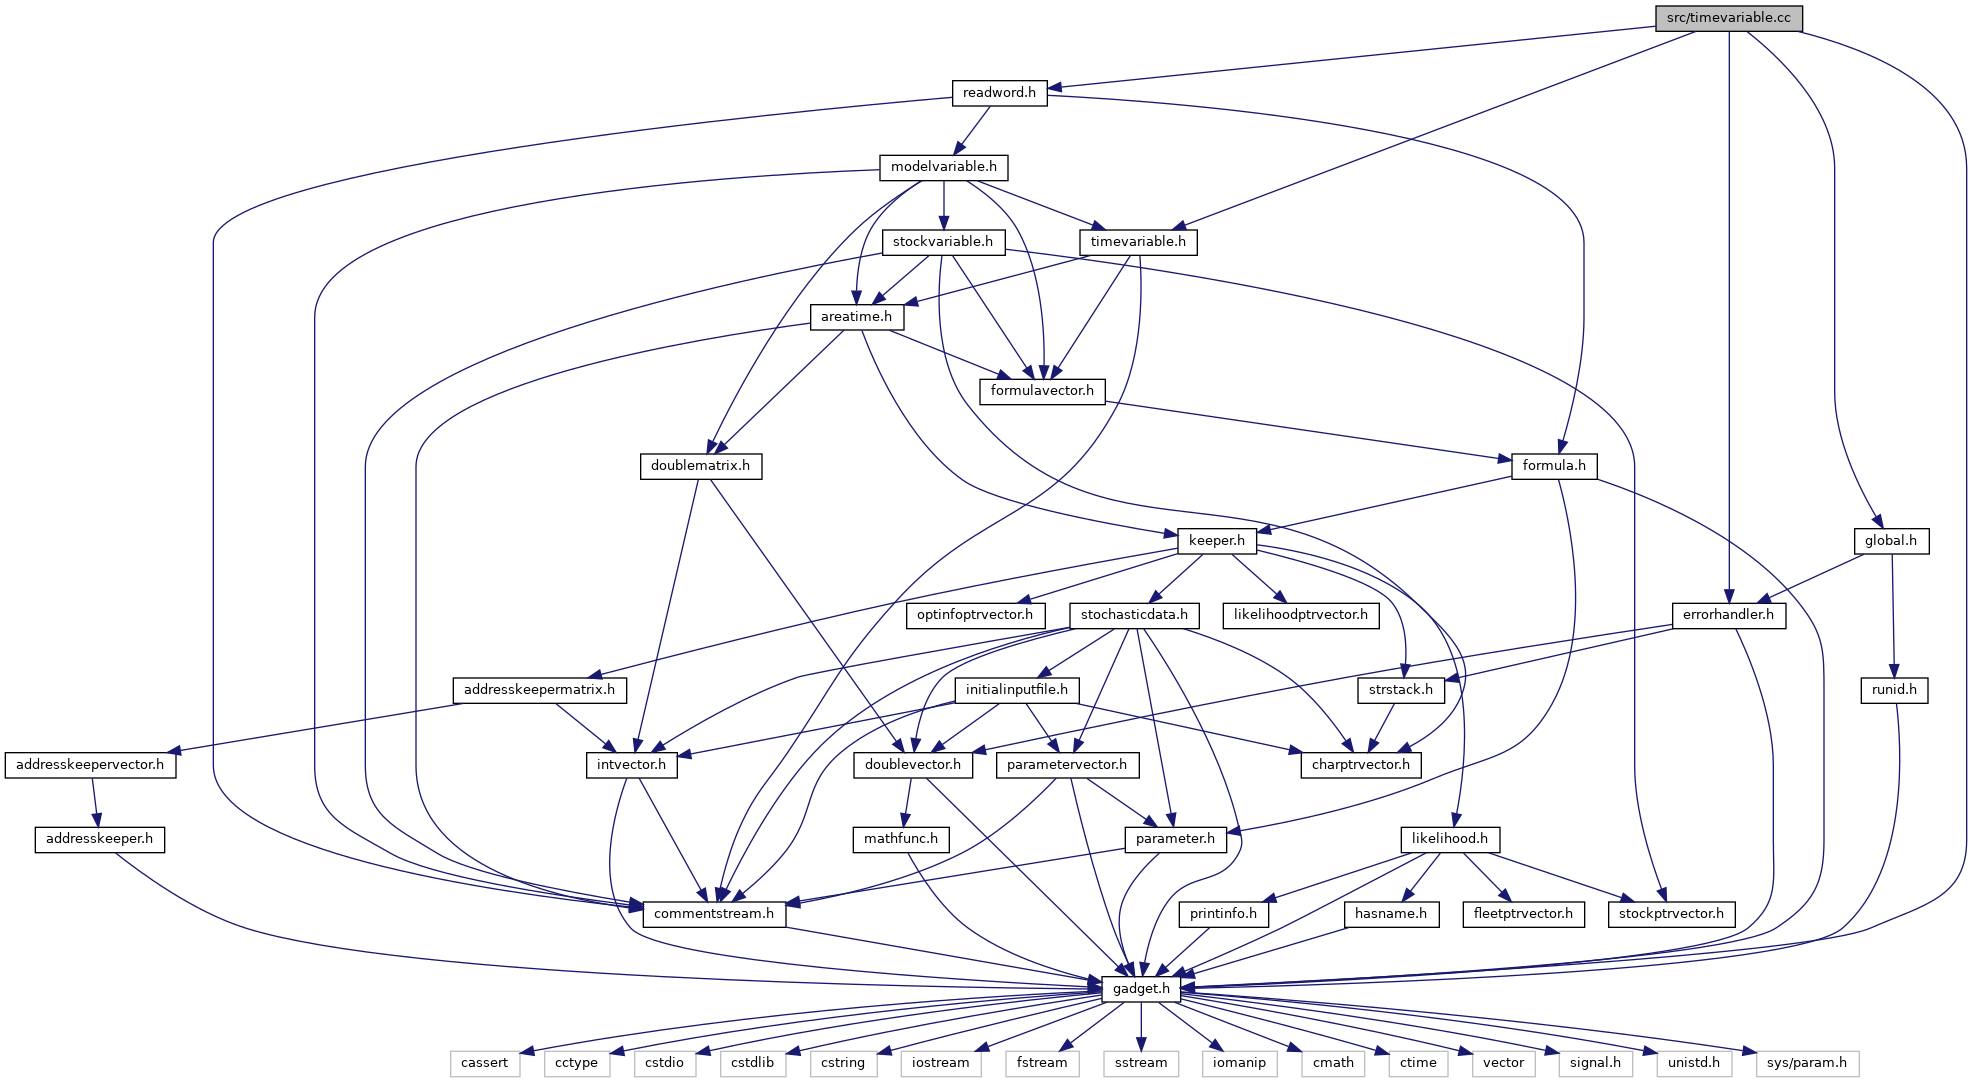 src/timevariable.cc
readword.h
modelvariable.h
stockvariable.h
timevariable.h
areatime.h
formulavector.h
doublematrix.h
formula.h
keeper.h
global.h
optinfoptrvector.h
stochasticdata.h
likelihoodptrvector.h
errorhandler.h
addresskeepermatrix.h
initialinputfile.h
strstack.h
runid.h
addresskeepervector.h
intvector.h
doublevector.h
parametervector.h
charptrvector.h
addresskeeper.h
mathfunc.h
parameter.h
likelihood.h
commentstream.h
printinfo.h
hasname.h
fleetptrvector.h
stockptrvector.h
gadget.h
cassert
cctype
cstdio
cstdlib
cstring
iostream
fstream
sstream
iomanip
cmath
ctime
vector
signal.h
unistd.h
sys/param.h